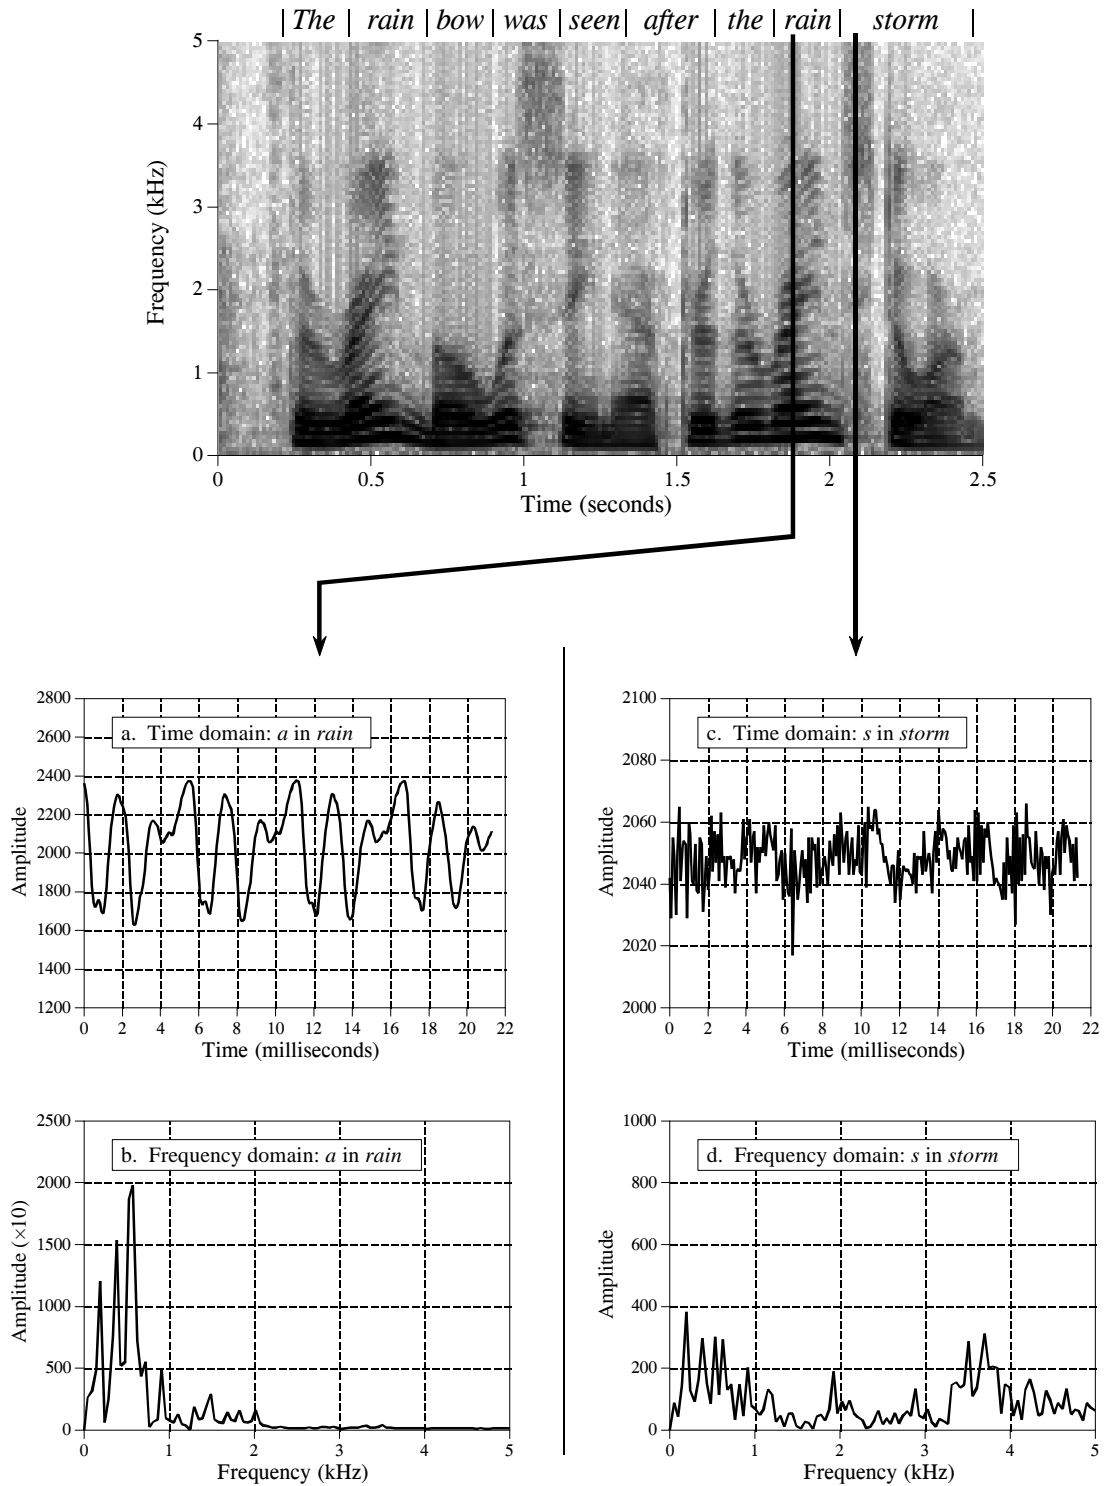 | The | rain | bow | was | seen | after | the | rain | storm |
5
4
3
2
1
0
Frequency (kHz)
0 0.5 1 1.5 2 2.5
Time (seconds)
2800
2600
2400
2200
2000
1800
1600
1400
1200
Amplitude
a. Time domain: a in rain
0 2 4 6 8 10 12 14 16 18 20 22
Time (milliseconds)
2100
2080
2060
2040
2020
2000
Amplitude
c. Time domain: s in storm
0 2 4 6 8 10 12 14 16 18 20 22
Time (milliseconds)
2500
2000
1500
1000
500
0
Amplitude (×10)
b. Frequency domain: a in rain
0 1 2 3 4 5
Frequency (kHz)
1000
800
600
400
200
0
Amplitude
d. Frequency domain: s in storm
0 1 2 3 4 5
Frequency (kHz)